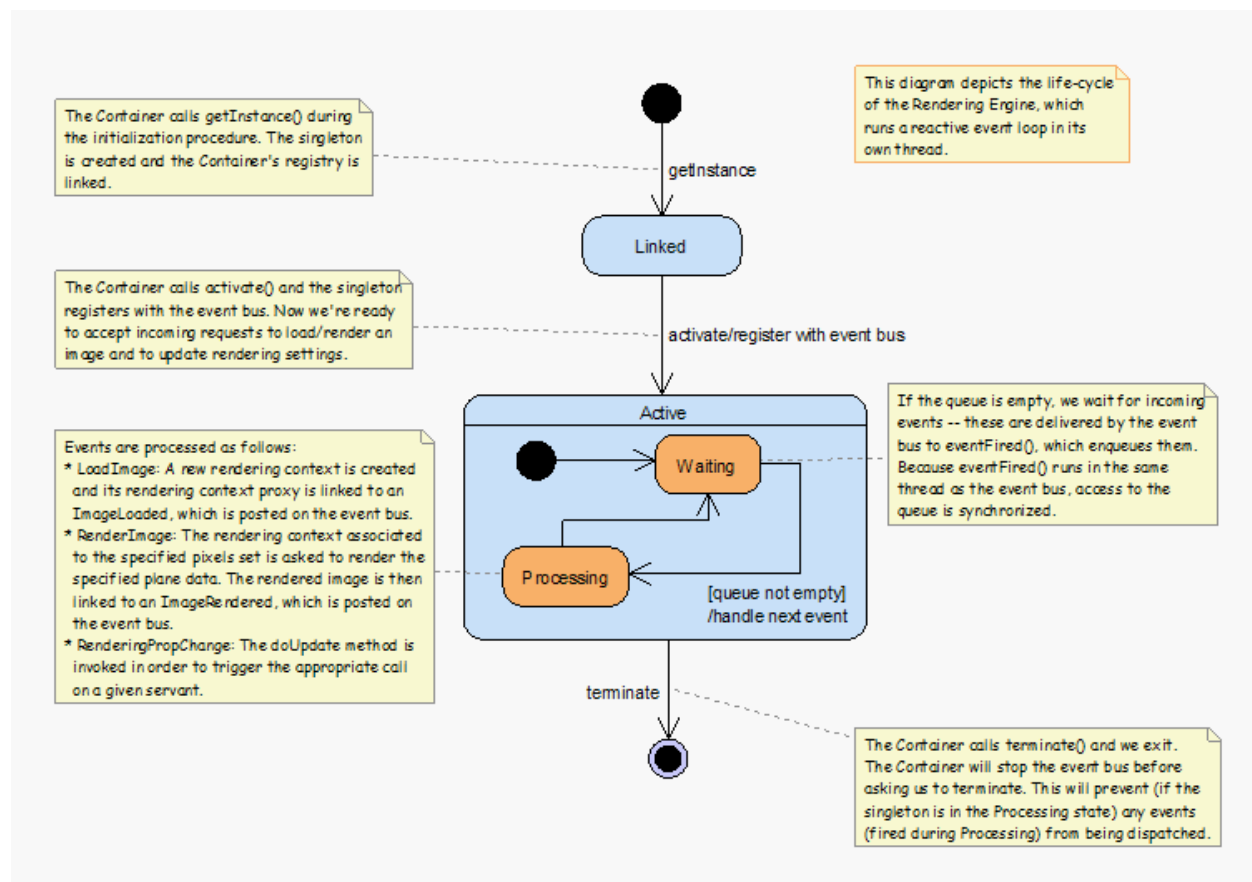 The Container calls getInstance() during
the initialization procedure. The singleton
is created and the Container's registry is
linked.
This diagram depicts the life-cycle
of the Rendering Engine, which
runs a reactive event loop in its
own thread.
getInstance
Linked
The Container calls activate() and the singleton
registers with the event bus. Now we're ready
to accept incoming requests to load/render an
image and to update rendering settings.
activate/register with event bus
Active
Waiting
Processing
[queue not empty]
/handle next event
If the queue is empty, we wait for incoming
events -- these are delivered by the event
bus to eventFired(), which enqueues them.
Because eventFired() runs in the same
thread as the event bus, access to the
queue is synchronized.
Events are processed as follows:
* LoadImage: A new rendering context is created
and its rendering context proxy is linked to an
ImageLoaded, which is posted on the event bus.
* RenderImage: The rendering context associated
to the specified pixels set is asked to render the
specified plane data. The rendered image is then
linked to an ImageRendered, which is posted on
the event bus.
* RenderingPropChange: The doUpdate method is
invoked in order to trigger the appropriate call
on a given servant.
terminate
The Container calls terminate() and we exit.
The Container will stop the event bus before
asking us to terminate. This will prevent (if the
singleton is in the Processing state) any events
(fired during Processing) from being dispatched.